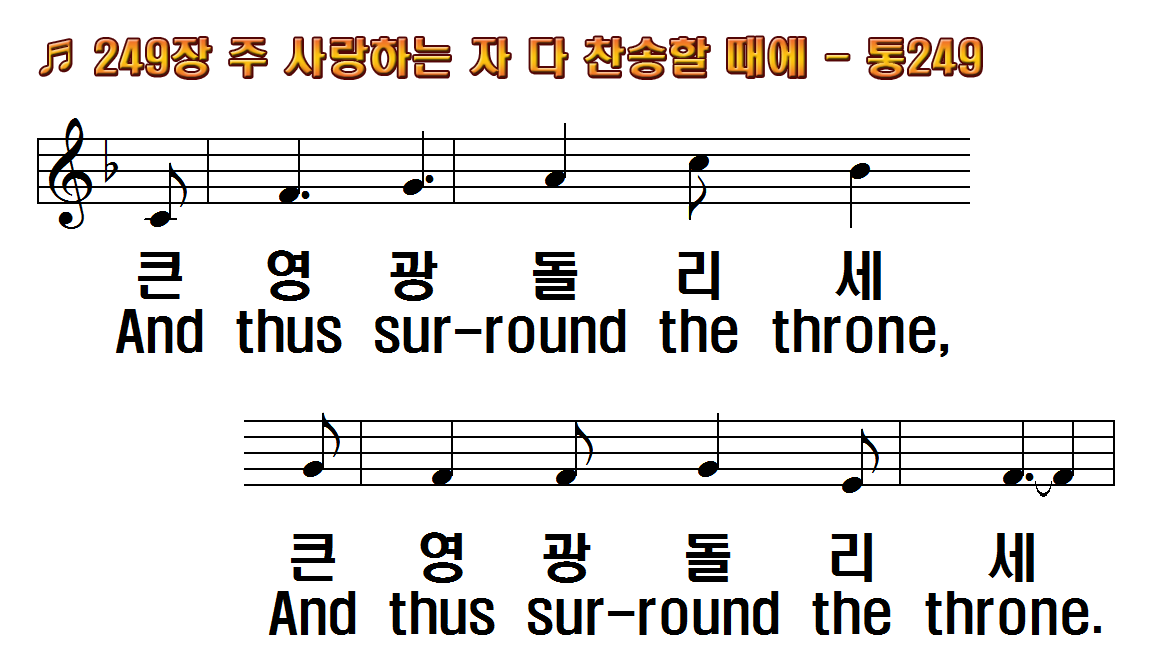 ♬ 249장 주 사랑하는 자 다 찬송할 때에 - 통249
큰 영 광 돌 리 세
And thus sur-round the throne,
큰 영 광 돌 리 세
And thus sur-round the throne.